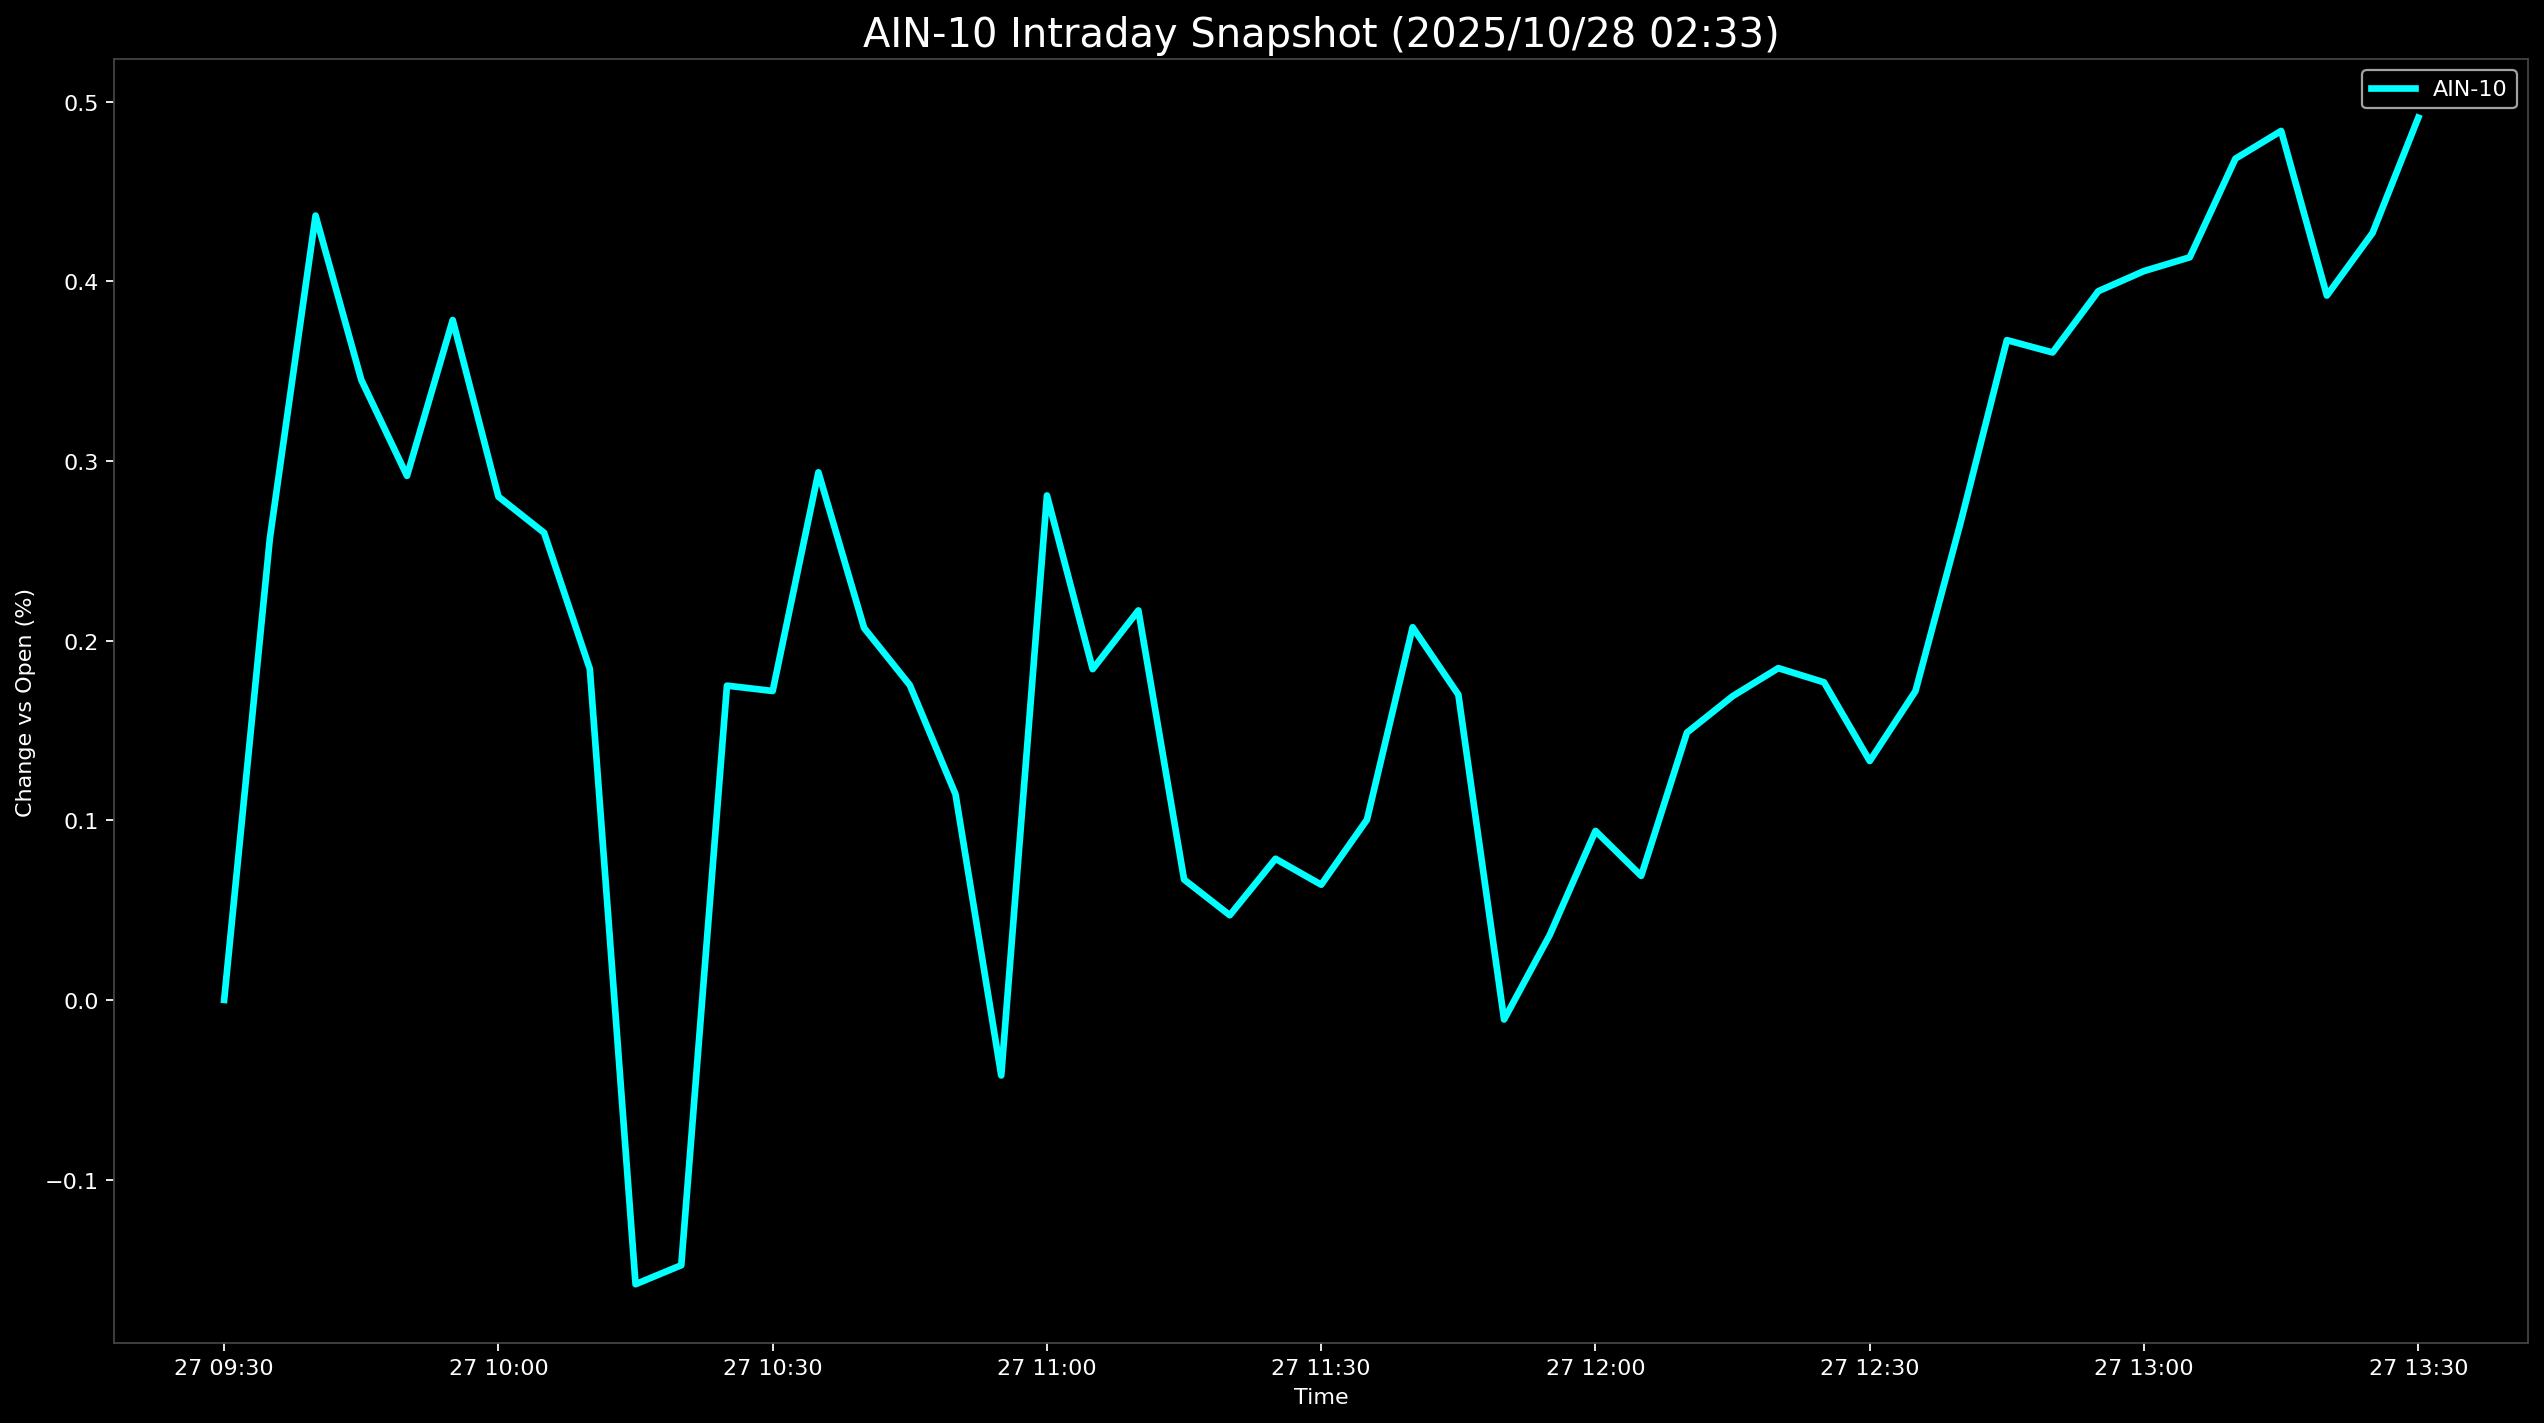 AIN-10 Intraday Snapshot (2025/10/28 02:33)
AIN-10
0.5
0.4
0.3
0.2
0.1
0.0
−0.1
Change vs Open (%)
27 09:30 27 10:00 27 10:30 27 11:00 27 11:30 27 12:00 27 12:30 27 13:00 27 13:30
Time